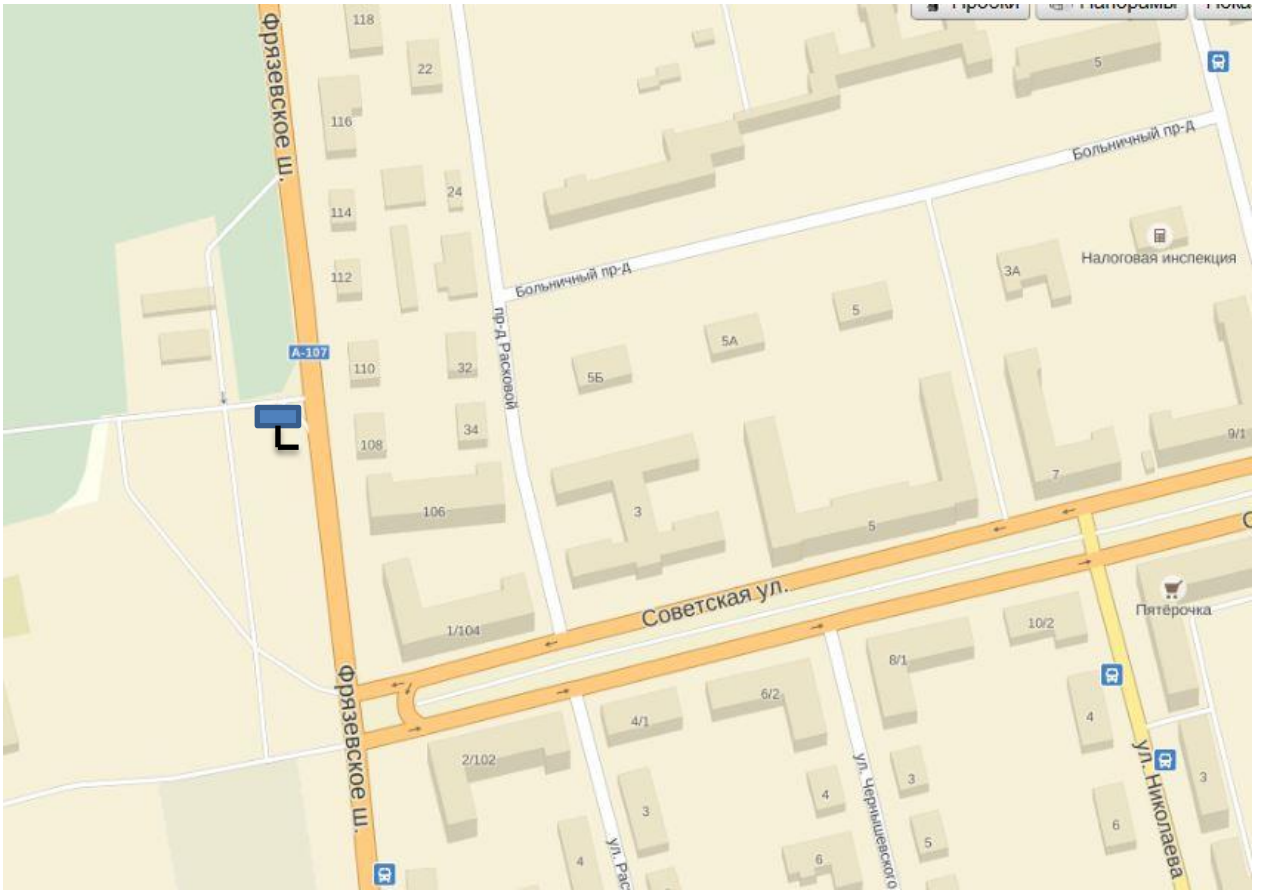 Пробки
Панорамы
Фрязевское ш.
118
22
5
116
Больничный пр-д
24
114
Налоговая инспекция
3А
112
Больничный пр-д
5
пр-д Расковой
5А
А-107
110
32
5Б
34
108
9/1
7
106
3
5
Советская ул.
Пятёрочка
1/104
10/2
8/1
Фрязевское ш.
6/2
4/1
4
2/102
ул. Николаева
ул. Чернышевского
3
3
4
3
6
5
ул. Рас
4
6